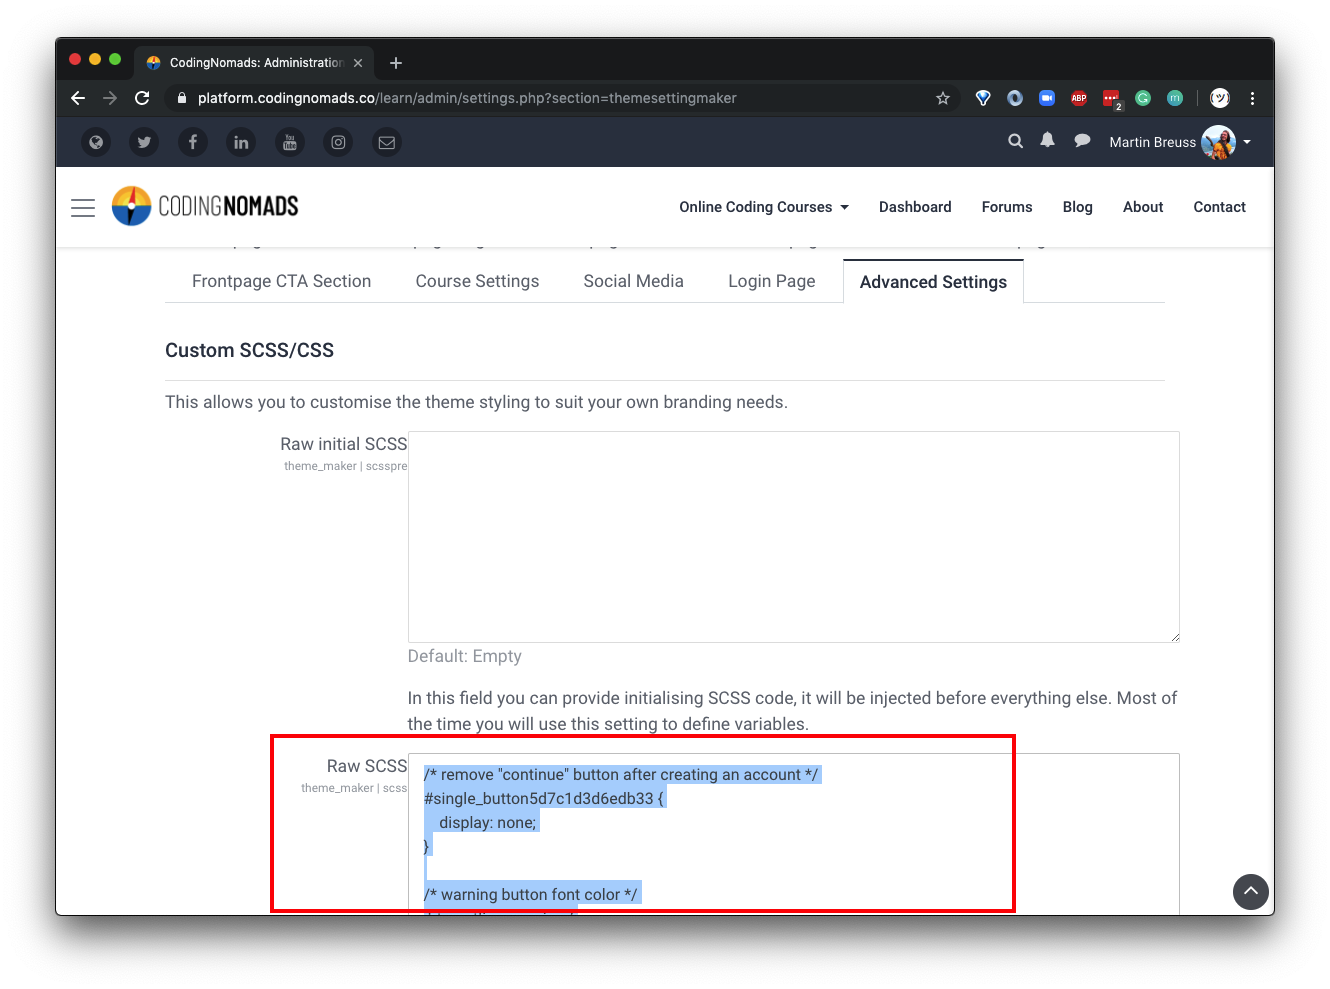 CodingNomads: Administration
platform.codingnomads.co/learn/admin/settings.php?section=themesettingmaker
ABP
2
You Tube
Martin Breuss
CODINGNOMADS
Online Coding Courses
Dashboard
Forums
Blog
About
Contact
Frontpage CTA Section
Course Settings
Social Media
Login Page
Advanced Settings
Custom SCSS/CSS
This allows you to customise the theme styling to suit your own branding needs.
Raw initial SCSS
theme_maker | scsspre
Default: Empty
In this field you can provide initialising SCSS code, it will be injected before everything else. Most of
the time you will use this setting to define variables.
Raw SCSS
theme_maker | scss
/* remove "continue" button after creating an account */
#single_button5d7c1d3d6edb33 {
display: none;
}
/* warning button font color */